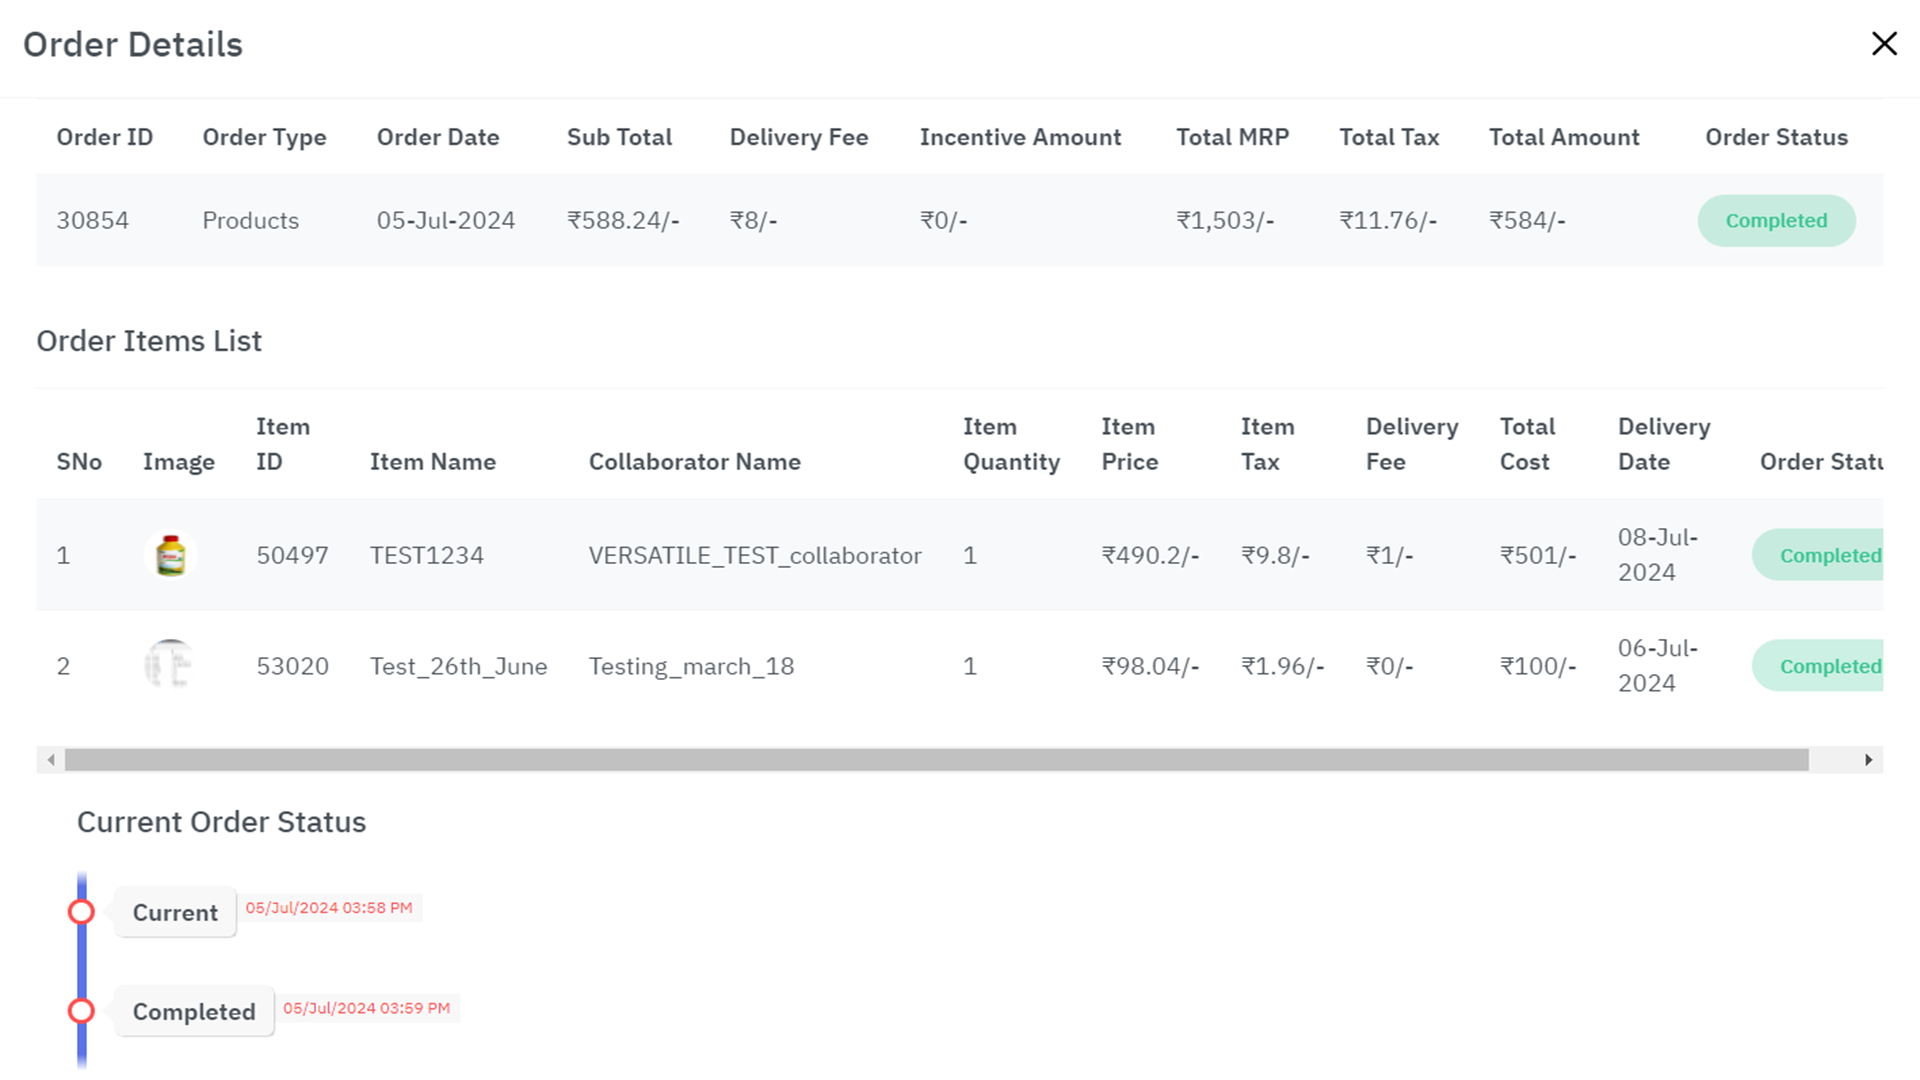 Order Details
Order ID Order Type Order Date Sub Total Delivery Fee Incentive Amount Total MRP Total Tax Total Amount Order Status
30854 Products 05-Jul-2024 ₹588.24/- ₹8/- ₹0/- ₹1,503/- ₹11.76/- ₹584/- Completed
Order Items List
SNo Image Item ID Item Name Collaborator Name Item Quantity Item Price Item Tax Delivery Fee Total Cost Delivery Date Order Statu
1 50497 TEST1234 VERSATILE_TEST_collaborator 1 ₹490.2/- ₹9.8/- ₹1/- ₹501/- 08-Jul-2024 Completed
2 53020 Test_26th_June Testing_march_18 1 ₹98.04/- ₹1.96/- ₹0/- ₹100/- 06-Jul-2024 Completed
Current Order Status
Current 05/Jul/2024 03:58 PM
Completed 05/Jul/2024 03:59 PM